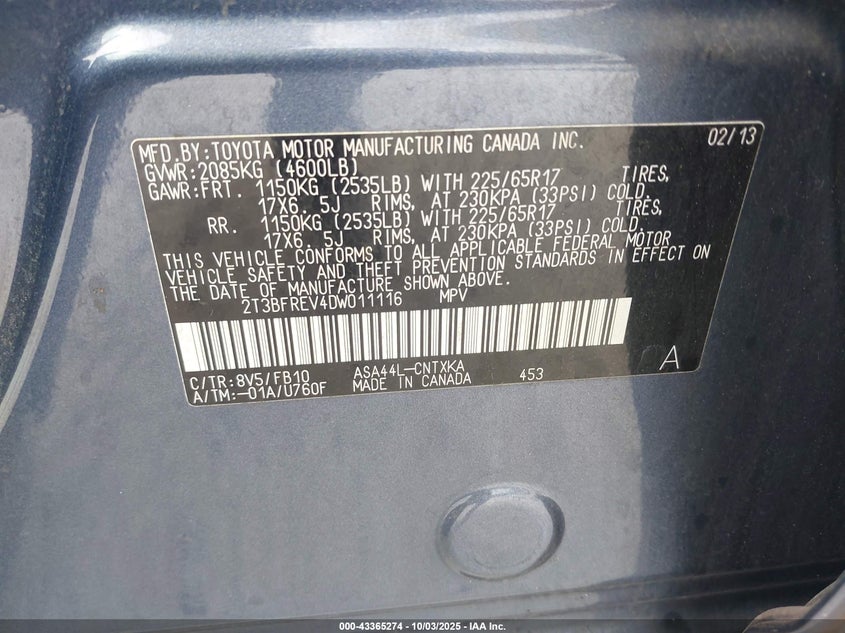 MFD.BY:TOYOTA MOTOR MANUFACTURING CANADA INC. 02/13
GVWR:2085KG (4600LB)
GAWR:FRT. 1150KG (2535LB) WITH 225/65R17 TIRES,
17X6.5J RIMS, AT 230KPA (33PSI) COLD.
RR. 1150KG (2535LB) WITH 225/65R17 TIRES,
17X6.5J RIMS, AT 230KPA (33PSI) COLD.
THIS VEHICLE CONFORMS TO ALL APPLICABLE FEDERAL MOTOR
VEHICLE SAFETY AND THEFT PREVENTION STANDARDS IN EFFECT ON
THE DATE OF MANUFACTURE SHOWN ABOVE.
2T3BFREV4DW011116 MPV
C/TR:8V5/FB10 ASA44L-CNTXKA
A/TM:-01A/U760F MADE IN CANADA 453
A
000-43365274 - 10/03/2025 - IAA Inc.